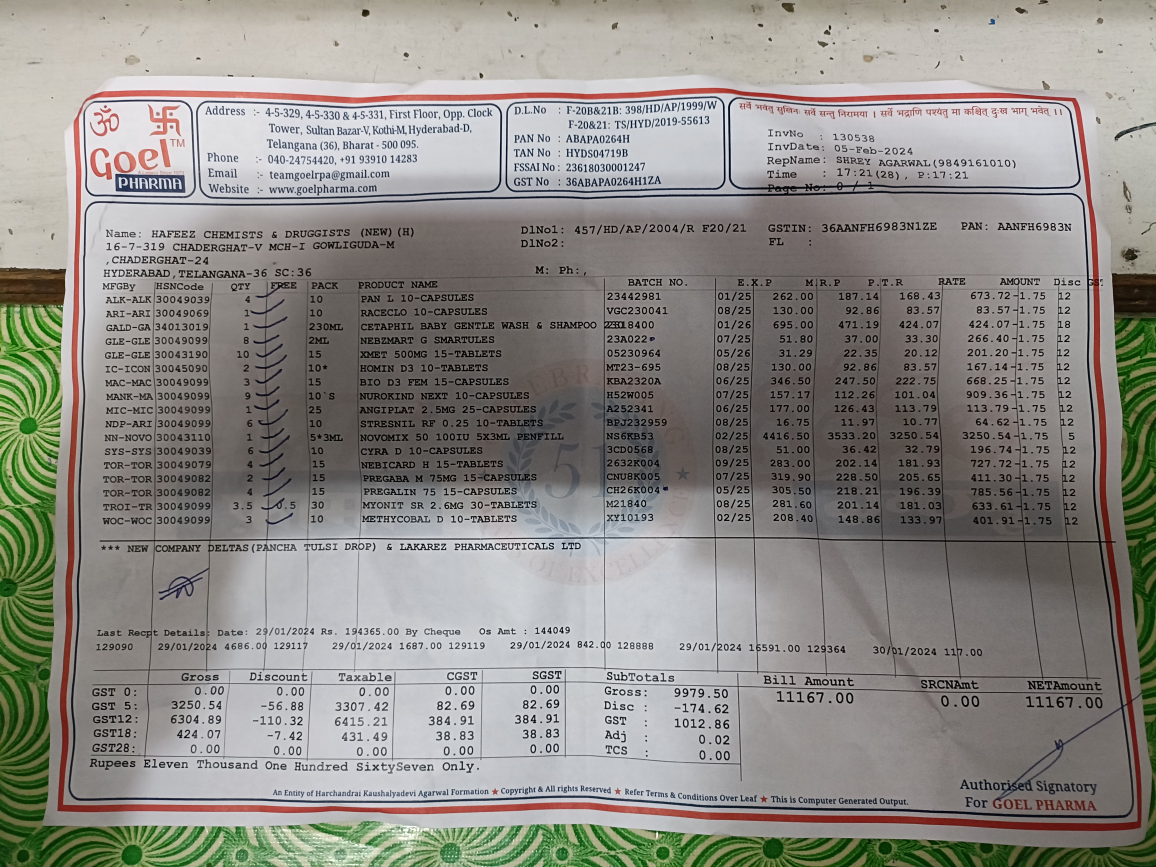 ॐ 卐
Goel TM
PHARMA
Address :- 4-5-329, 4-5-330 & 4-5-331, First Floor, Opp. Clock
Tower, Sultan Bazar-V, Kothi-M, Hyderabad-D,
Telangana (36), Bharat - 500 095.
Phone :- 040-24754420, +91 93910 14283
Email :- teamgoelrpa@gmail.com
Website :- www.goelpharma.com
D.L.No : F-20B&21B: 398/HD/AP/1999/W
F-20&21: TS/HYD/2019-55613
PAN No : ABAPA0264H
TAN No : HYDS04719B
FSSAI No : 23618030001247
GST No : 36ABAPA0264H1ZA
सर्वे भवंतु सुखिनः सर्वे सन्तु निरामया । सर्वे भद्राणि पश्यंतु मा कश्चित् दुःख भाग् भवेत् ।।
InvNo : 130538
InvDate: 05-Feb-2024
RepName: SHREY AGARWAL(9849161010)
Time : 17:21(28), P:17:21
Page No: 0 / 1
Name: HAFEEZ CHEMISTS & DRUGGISTS (NEW)(H) DlNo1: 457/HD/AP/2004/R F20/21 GSTIN: 36AANFH6983N1ZE PAN: AANFH6983N
16-7-319 CHADERGHAT-V MCH-I GOWLIGUDA-M DlNo2: FL :
,CHADERGHAT-24
HYDERABAD,TELANGANA-36 SC:36 M: Ph:,
MFGBy HSNCode QTY FREE PACK PRODUCT NAME BATCH NO. E.X.P M.R.P P.T.R RATE AMOUNT Disc GST
ALK-ALK 30049039 4 10 PAN L 10-CAPSULES 23442981 01/25 262.00 187.14 168.43 673.72 -1.75 12
ARI-ARI 30049069 1 10 RACECLO 10-CAPSULES VGC230041 08/25 130.00 92.86 83.57 83.57 -1.75 12
GALD-GA 34013019 1 230ML CETAPHIL BABY GENTLE WASH & SHAMPOO 01/26 695.00 471.19 424.07 424.07 -1.75 18
GLE-GLE 30049099 8 2ML NEBZMART G SMARTULES 23A022 07/25 51.80 37.00 33.30 266.40 -1.75 12
GLE-GLE 30043190 10 15 XMET 500MG 15-TABLETS 05230964 05/26 31.29 22.35 20.12 201.20 -1.75 12
IC-ICON 30045090 2 10* HOMIN D3 10-TABLETS MT23-695 08/25 130.00 92.86 83.57 167.14 -1.75 12
MAC-MAC 30049099 3 15 BIO D3 FEM 15-CAPSULES KBA2320A 06/25 346.50 247.50 222.75 668.25 -1.75 12
MANK-MA 30049099 9 10`S NUROKIND NEXT 10-CAPSULES H52W005 07/25 157.17 112.26 101.04 909.36 -1.75 12
MIC-MIC 30049099 1 25 ANGIPLAT 2.5MG 25-CAPSULES A252341 06/25 177.00 126.43 113.79 113.79 -1.75 12
NDP-ARI 30049099 6 10 STRESNIL RF 0.25 10-TABLETS BPJ232959 08/25 16.75 11.97 10.77 64.62 -1.75 12
NN-NOVO 30043110 1 5*3ML NOVOMIX 50 100IU 5X3ML PENFILL NS6KB53 02/25 4416.50 3533.20 3250.54 3250.54 -1.75 5
SYS-SYS 30049039 6 10 CYRA D 10-CAPSULES 3CD0568 08/25 51.00 36.42 32.79 196.74 -1.75 12
TOR-TOR 30049079 4 15 NEBICARD H 15-TABLETS 2632K004 09/25 283.00 202.14 181.93 727.72 -1.75 12
TOR-TOR 30049082 2 15 PREGABA M 75MG 15-CAPSULES CNU8K005 07/25 319.90 228.50 205.65 411.30 -1.75 12
TOR-TOR 30049082 4 15 PREGALIN 75 15-CAPSULES CH26K004 05/25 305.50 218.21 196.39 785.56 -1.75 12
TROI-TR 30049099 3.5 0.5 30 MYONIT SR 2.6MG 30-TABLETS M21840 08/25 281.60 201.14 181.03 633.61 -1.75 12
WOC-WOC 30049099 3 10 METHYCOBAL D 10-TABLETS XY10193 02/25 208.40 148.86 133.97 401.91 -1.75 12
*** NEW COMPANY DELTAS(PANCHA TULSI DROP) & LAKAREZ PHARMACEUTICALS LTD
51
OF EXCELLENCE
Last Recpt Details: Date: 29/01/2024 Rs. 194365.00 By Cheque Os Amt : 144049
129090 29/01/2024 4686.00 129117 29/01/2024 1687.00 129119 29/01/2024 842.00 128888 29/01/2024 16591.00 129364 30/01/2024 117.00
Gross Discount Taxable CGST SGST
GST 0: 0.00 0.00 0.00 0.00 0.00
GST 5: 3250.54 -56.88 3307.42 82.69 82.69
GST12: 6304.89 -110.32 6415.21 384.91 384.91
GST18: 424.07 -7.42 431.49 38.83 38.83
GST28: 0.00 0.00 0.00 0.00 0.00
SubTotals
Gross: 9979.50
Disc : -174.62
GST : 1012.86
Adj : 0.02
TCS : 0.00
Bill Amount SRCNAmt NETAmount
11167.00 0.00 11167.00
Rupees Eleven Thousand One Hundred SixtySeven Only.
An Entity of Harchandrai Kaushalyadevi Agarwal Formation ★ Copyright & All rights Reserved ★ Refer Terms & Conditions Over Leaf ★ This is Computer Generated Output.
Authorised Signatory
For GOEL PHARMA